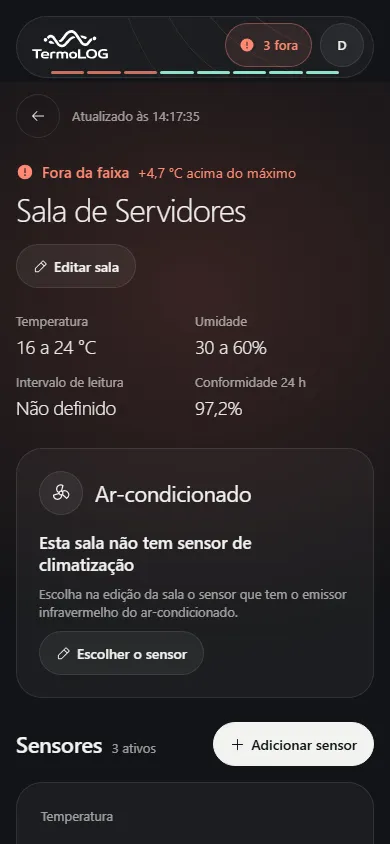 TermoLOG
! 3 fora
D
Atualizado às 14:17:35
! Fora da faixa +4,7 °C acima do máximo
Sala de Servidores
Editar sala
Temperatura
16 a 24 °C
Umidade
30 a 60%
Intervalo de leitura
Não definido
Conformidade 24 h
97,2%
Ar-condicionado
Esta sala não tem sensor de
climatização
Escolha na edição da sala o sensor que tem o emissor
infravermelho do ar-condicionado.
Escolher o sensor
Sensores 3 ativos
+ Adicionar sensor
Temperatura